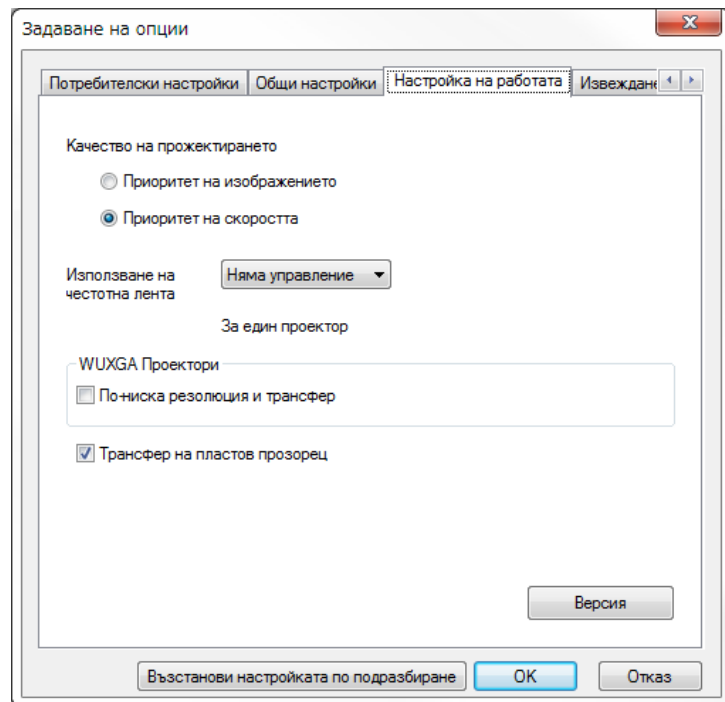 Задаване на опции
Потребителски настройки Общи настройки Настройка на работата Извеждане
Качество на прожектирането
Приоритет на изображението
Приоритет на скоростта
Използване на честотна лента
Няма управление
За един проектор
WUXGA Проектори
По-ниска резолюция и трансфер
Трансфер на пластов прозорец
Версия
Възстанови настройката по подразбиране OK Отказ